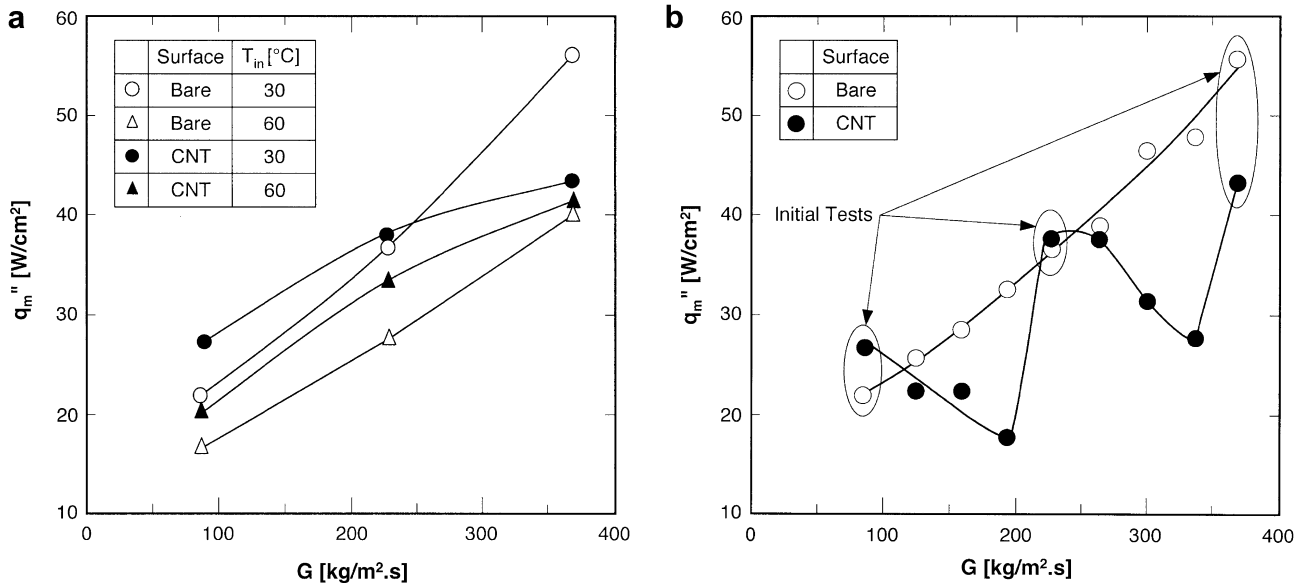 a
Surface T_in [°C]
Bare 30
Bare 60
CNT 30
CNT 60
60
50
40
30
20
10
0 100 200 300 400
q_m" [W/cm²]
G [kg/m².s]
b
Surface
Bare
CNT
Initial Tests
60
50
40
30
20
10
0 100 200 300 400
q_m" [W/cm²]
G [kg/m².s]